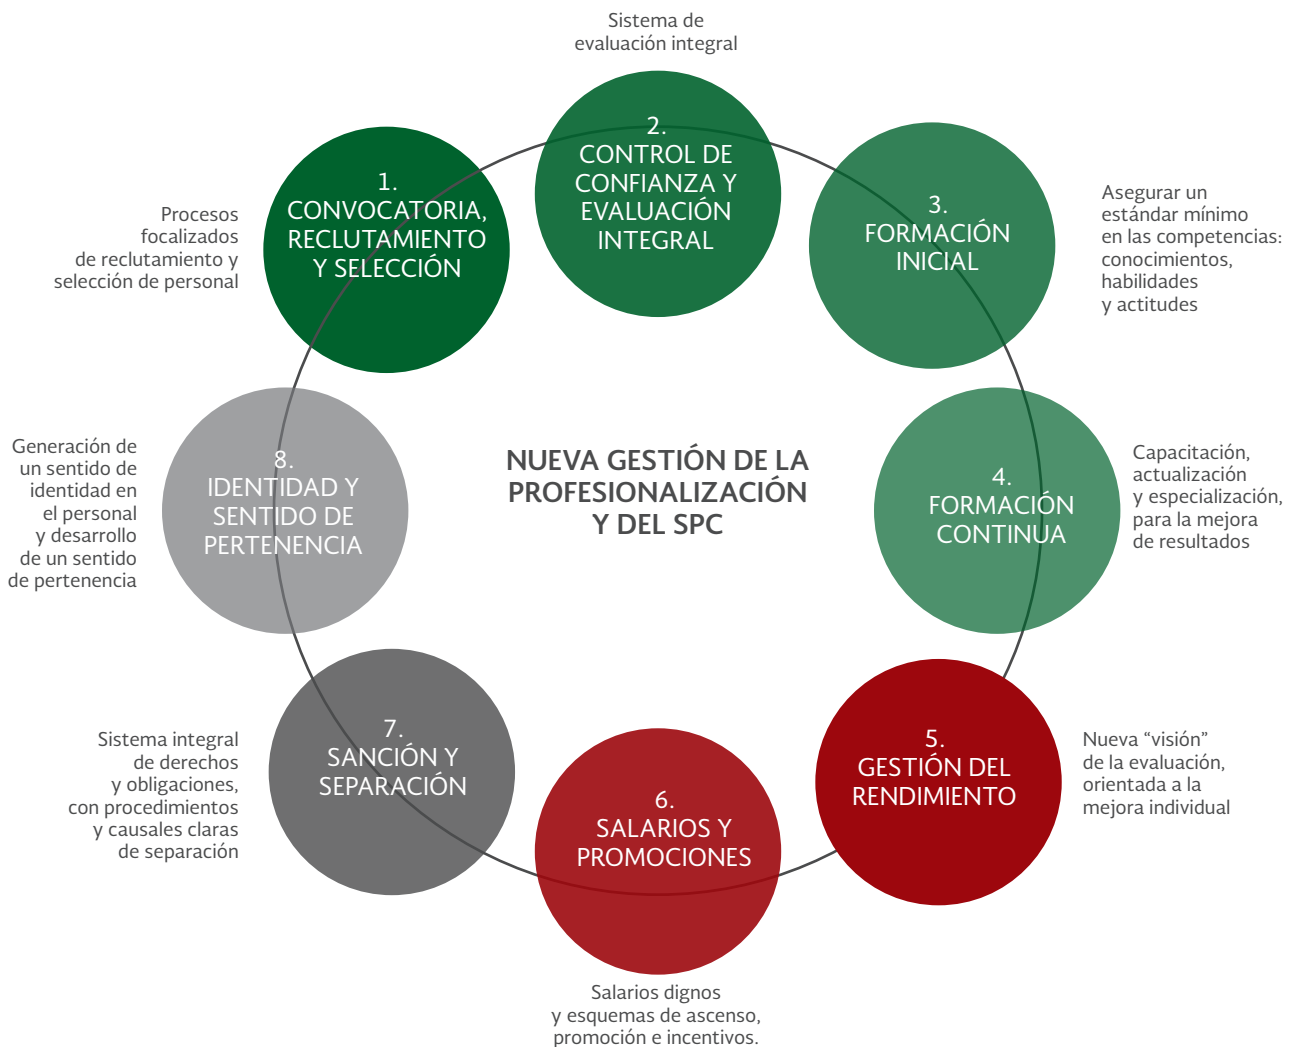 Sistema de
evaluación integral
2.
CONTROL DE
CONFIANZA Y
EVALUACIÓN
INTEGRAL
1.
CONVOCATORIA,
RECLUTAMIENTO
Y SELECCIÓN
Procesos
focalizados
de reclutamiento y
selección de personal
3.
FORMACIÓN
INICIAL
Asegurar un
estándar mínimo
en las competencias:
conocimientos,
habilidades
y actitudes
NUEVA GESTIÓN DE LA
PROFESIONALIZACIÓN
Y DEL SPC
4.
FORMACIÓN
CONTINUA
Capacitación,
actualización
y especialización,
para la mejora
de resultados
5.
GESTIÓN DEL
RENDIMIENTO
Nueva “visión”
de la evaluación,
orientada a la
mejora individual
6.
SALARIOS Y
PROMOCIONES
Salarios dignos
y esquemas de ascenso,
promoción e incentivos.
7.
SANCIÓN Y
SEPARACIÓN
Sistema integral
de derechos
y obligaciones,
con procedimientos
y causales claras
de separación
8.
IDENTIDAD Y
SENTIDO DE
PERTENENCIA
Generación de
un sentido de
identidad en
el personal
y desarrollo
de un sentido
de pertenencia